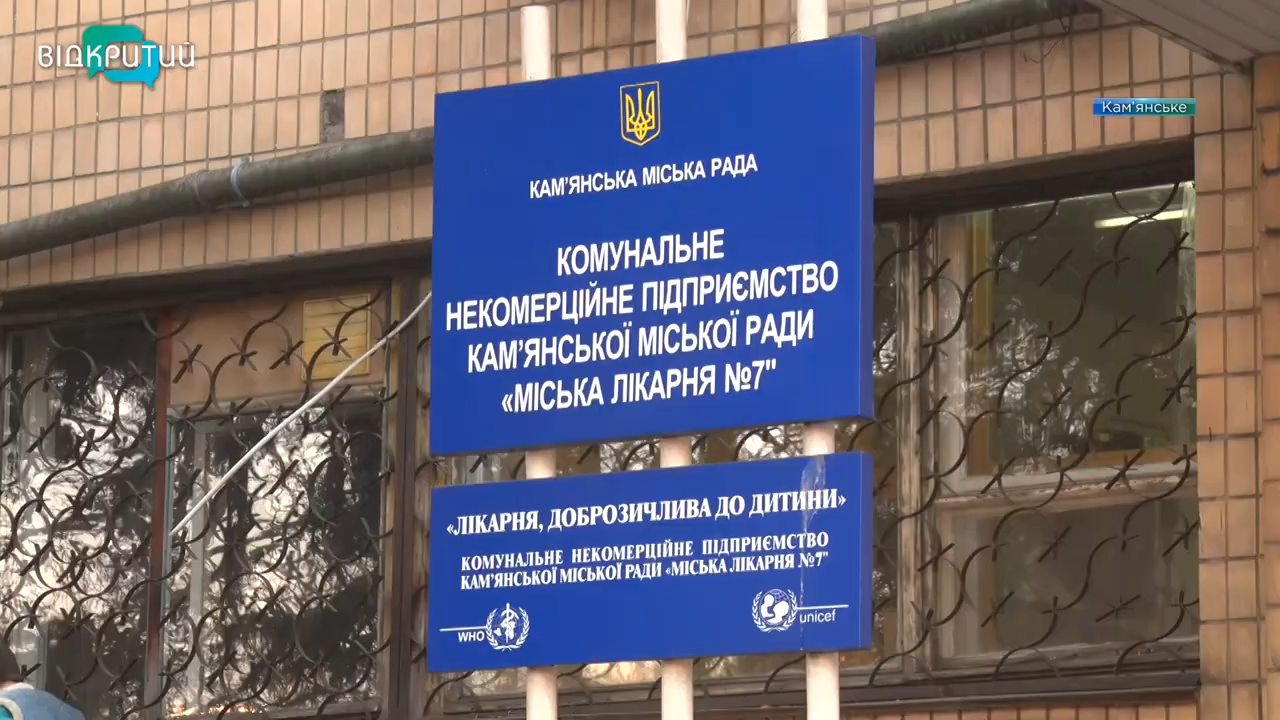 ВІДКРИТИЙ
Кам'янське
КАМ'ЯНСЬКА МІСЬКА РАДА
КОМУНАЛЬНЕ
НЕКОМЕРЦІЙНЕ ПІДПРИЄМСТВО
КАМ'ЯНСЬКОЇ МІСЬКОЇ РАДИ
«МІСЬКА ЛІКАРНЯ №7"
«ЛІКАРНЯ, ДОБРОЗИЧЛИВА ДО ДИТИНИ»
КОМУНАЛЬНЕ НЕКОМЕРЦІЙНЕ ПІДПРИЄМСТВО
КАМ'ЯНСЬКОЇ МІСЬКОЇ РАДИ «МІСЬКА ЛІКАРНЯ №7"
WHO
unicef